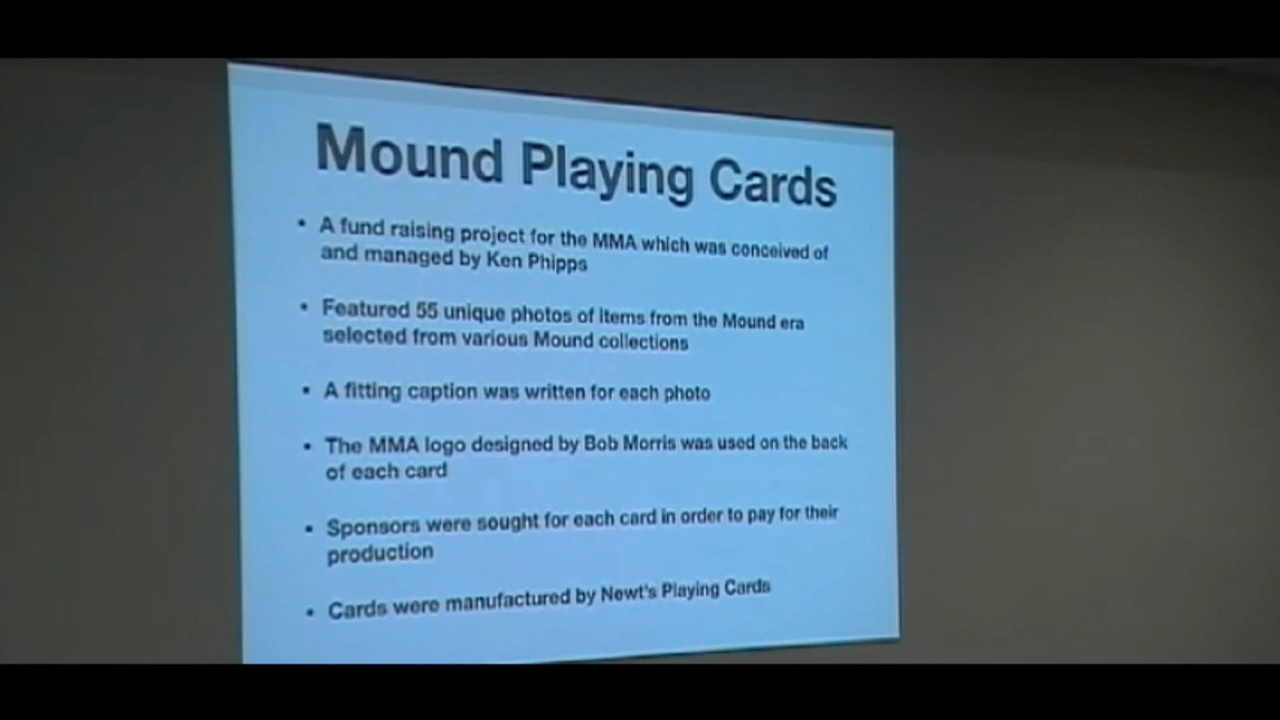 Mound Playing Cards
• A fund raising project for the MMA which was conceived of
and managed by Ken Phipps
• Featured 55 unique photos of items from the Mound era
selected from various Mound collections
• A fitting caption was written for each photo
• The MMA logo designed by Bob Morris was used on the back
of each card
• Sponsors were sought for each card in order to pay for their
production
• Cards were manufactured by Newt's Playing Cards